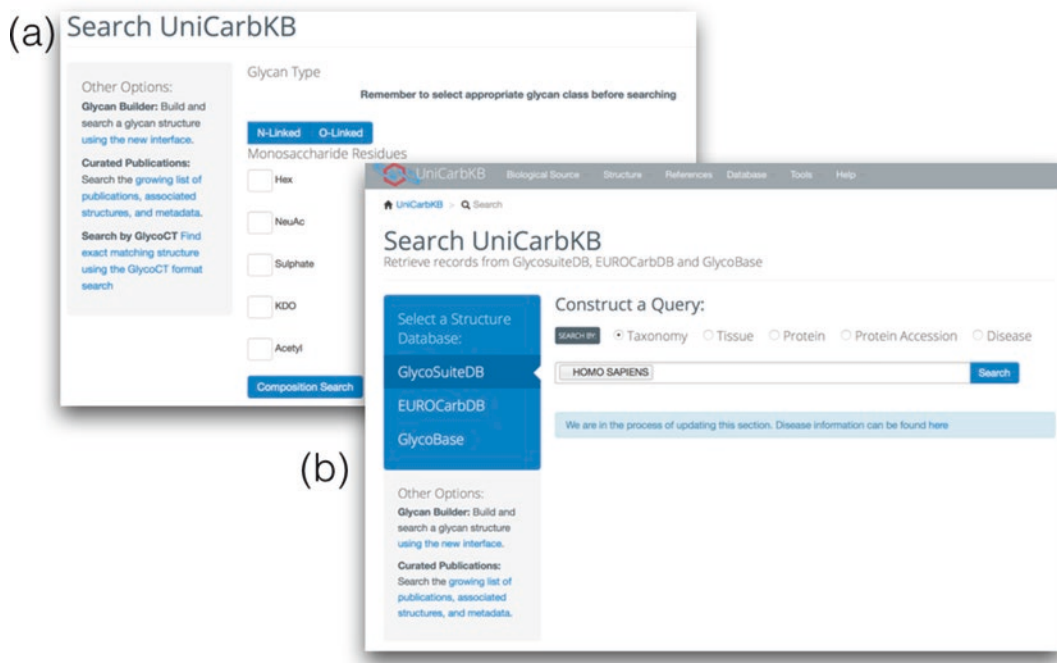 (a)
Search UniCarbKB
Other Options:
Glycan Builder: Build and
search a glycan structure
using the new interface.
Curated Publications:
Search the growing list of
publications, associated
structures, and metadata.
Search by GlycoCT Find
exact matching structure
using the GlycoCT format
search
Glycan Type
Remember to select appropriate glycan class before searching
N-Linked O-Linked
Monosaccharide Residues
Hex
NeuAc
Sulphate
KDO
Acetyl
Composition Search
(b)
UniCarbKB Biological Source Structure References Database Tools Help
UniCarbKB > Search
Search UniCarbKB
Retrieve records from GlycosuiteDB, EUROCarbDB and GlycoBase
Select a Structure
Database:
GlycoSuiteDB
EUROCarbDB
GlycoBase
Other Options:
Glycan Builder: Build and
search a glycan structure
using the new interface.
Curated Publications:
Search the growing list of
publications, associated
structures, and metadata.
Construct a Query:
SEARCH BY: Taxonomy Tissue Protein Protein Accession Disease
HOMO SAPIENS Search
We are in the process of updating this section. Disease information can be found here